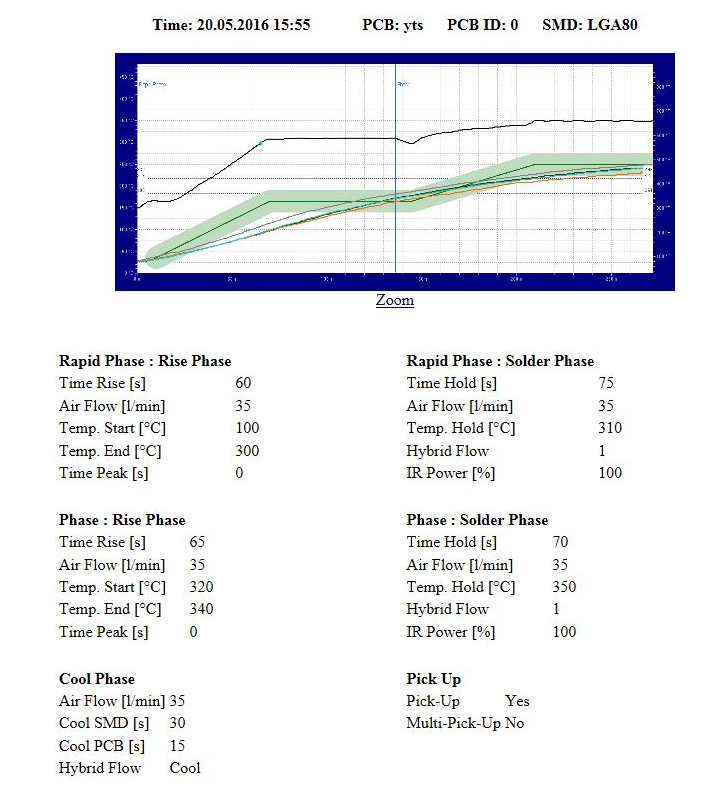 Time: 20.05.2016 15:55 PCB: yts PCB ID: 0 SMD: LGA80
Zoom
Rapid Phase : Rise Phase
Time Rise [s] 60
Air Flow [l/min] 35
Temp. Start [°C] 100
Temp. End [°C] 300
Time Peak [s] 0
Rapid Phase : Solder Phase
Time Hold [s] 75
Air Flow [l/min] 35
Temp. Hold [°C] 310
Hybrid Flow 1
IR Power [%] 100
Phase : Rise Phase
Time Rise [s] 65
Air Flow [l/min] 35
Temp. Start [°C] 320
Temp. End [°C] 340
Time Peak [s] 0
Phase : Solder Phase
Time Hold [s] 70
Air Flow [l/min] 35
Temp. Hold [°C] 350
Hybrid Flow 1
IR Power [%] 100
Cool Phase
Air Flow [l/min] 35
Cool SMD [s] 30
Cool PCB [s] 15
Hybrid Flow Cool
Pick Up
Pick-Up Yes
Multi-Pick-Up No